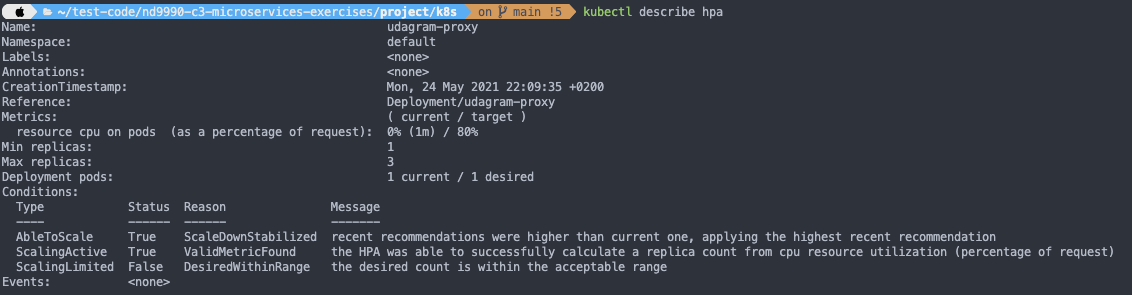 ~/test-code/nd9990-c3-microservices-exercises/project/k8s on main !5 kubectl describe hpa
Name: udagram-proxy
Namespace: default
Labels: <none>
Annotations: <none>
CreationTimestamp: Mon, 24 May 2021 22:09:35 +0200
Reference: Deployment/udagram-proxy
Metrics: ( current / target )
resource cpu on pods (as a percentage of request): 0% (1m) / 80%
Min replicas: 1
Max replicas: 3
Deployment pods: 1 current / 1 desired
Conditions:
Type Status Reason Message
---- ------ ------ -------
AbleToScale True ScaleDownStabilized recent recommendations were higher than current one, applying the highest recent recommendation
ScalingActive True ValidMetricFound the HPA was able to successfully calculate a replica count from cpu resource utilization (percentage of request)
ScalingLimited False DesiredWithinRange the desired count is within the acceptable range
Events: <none>